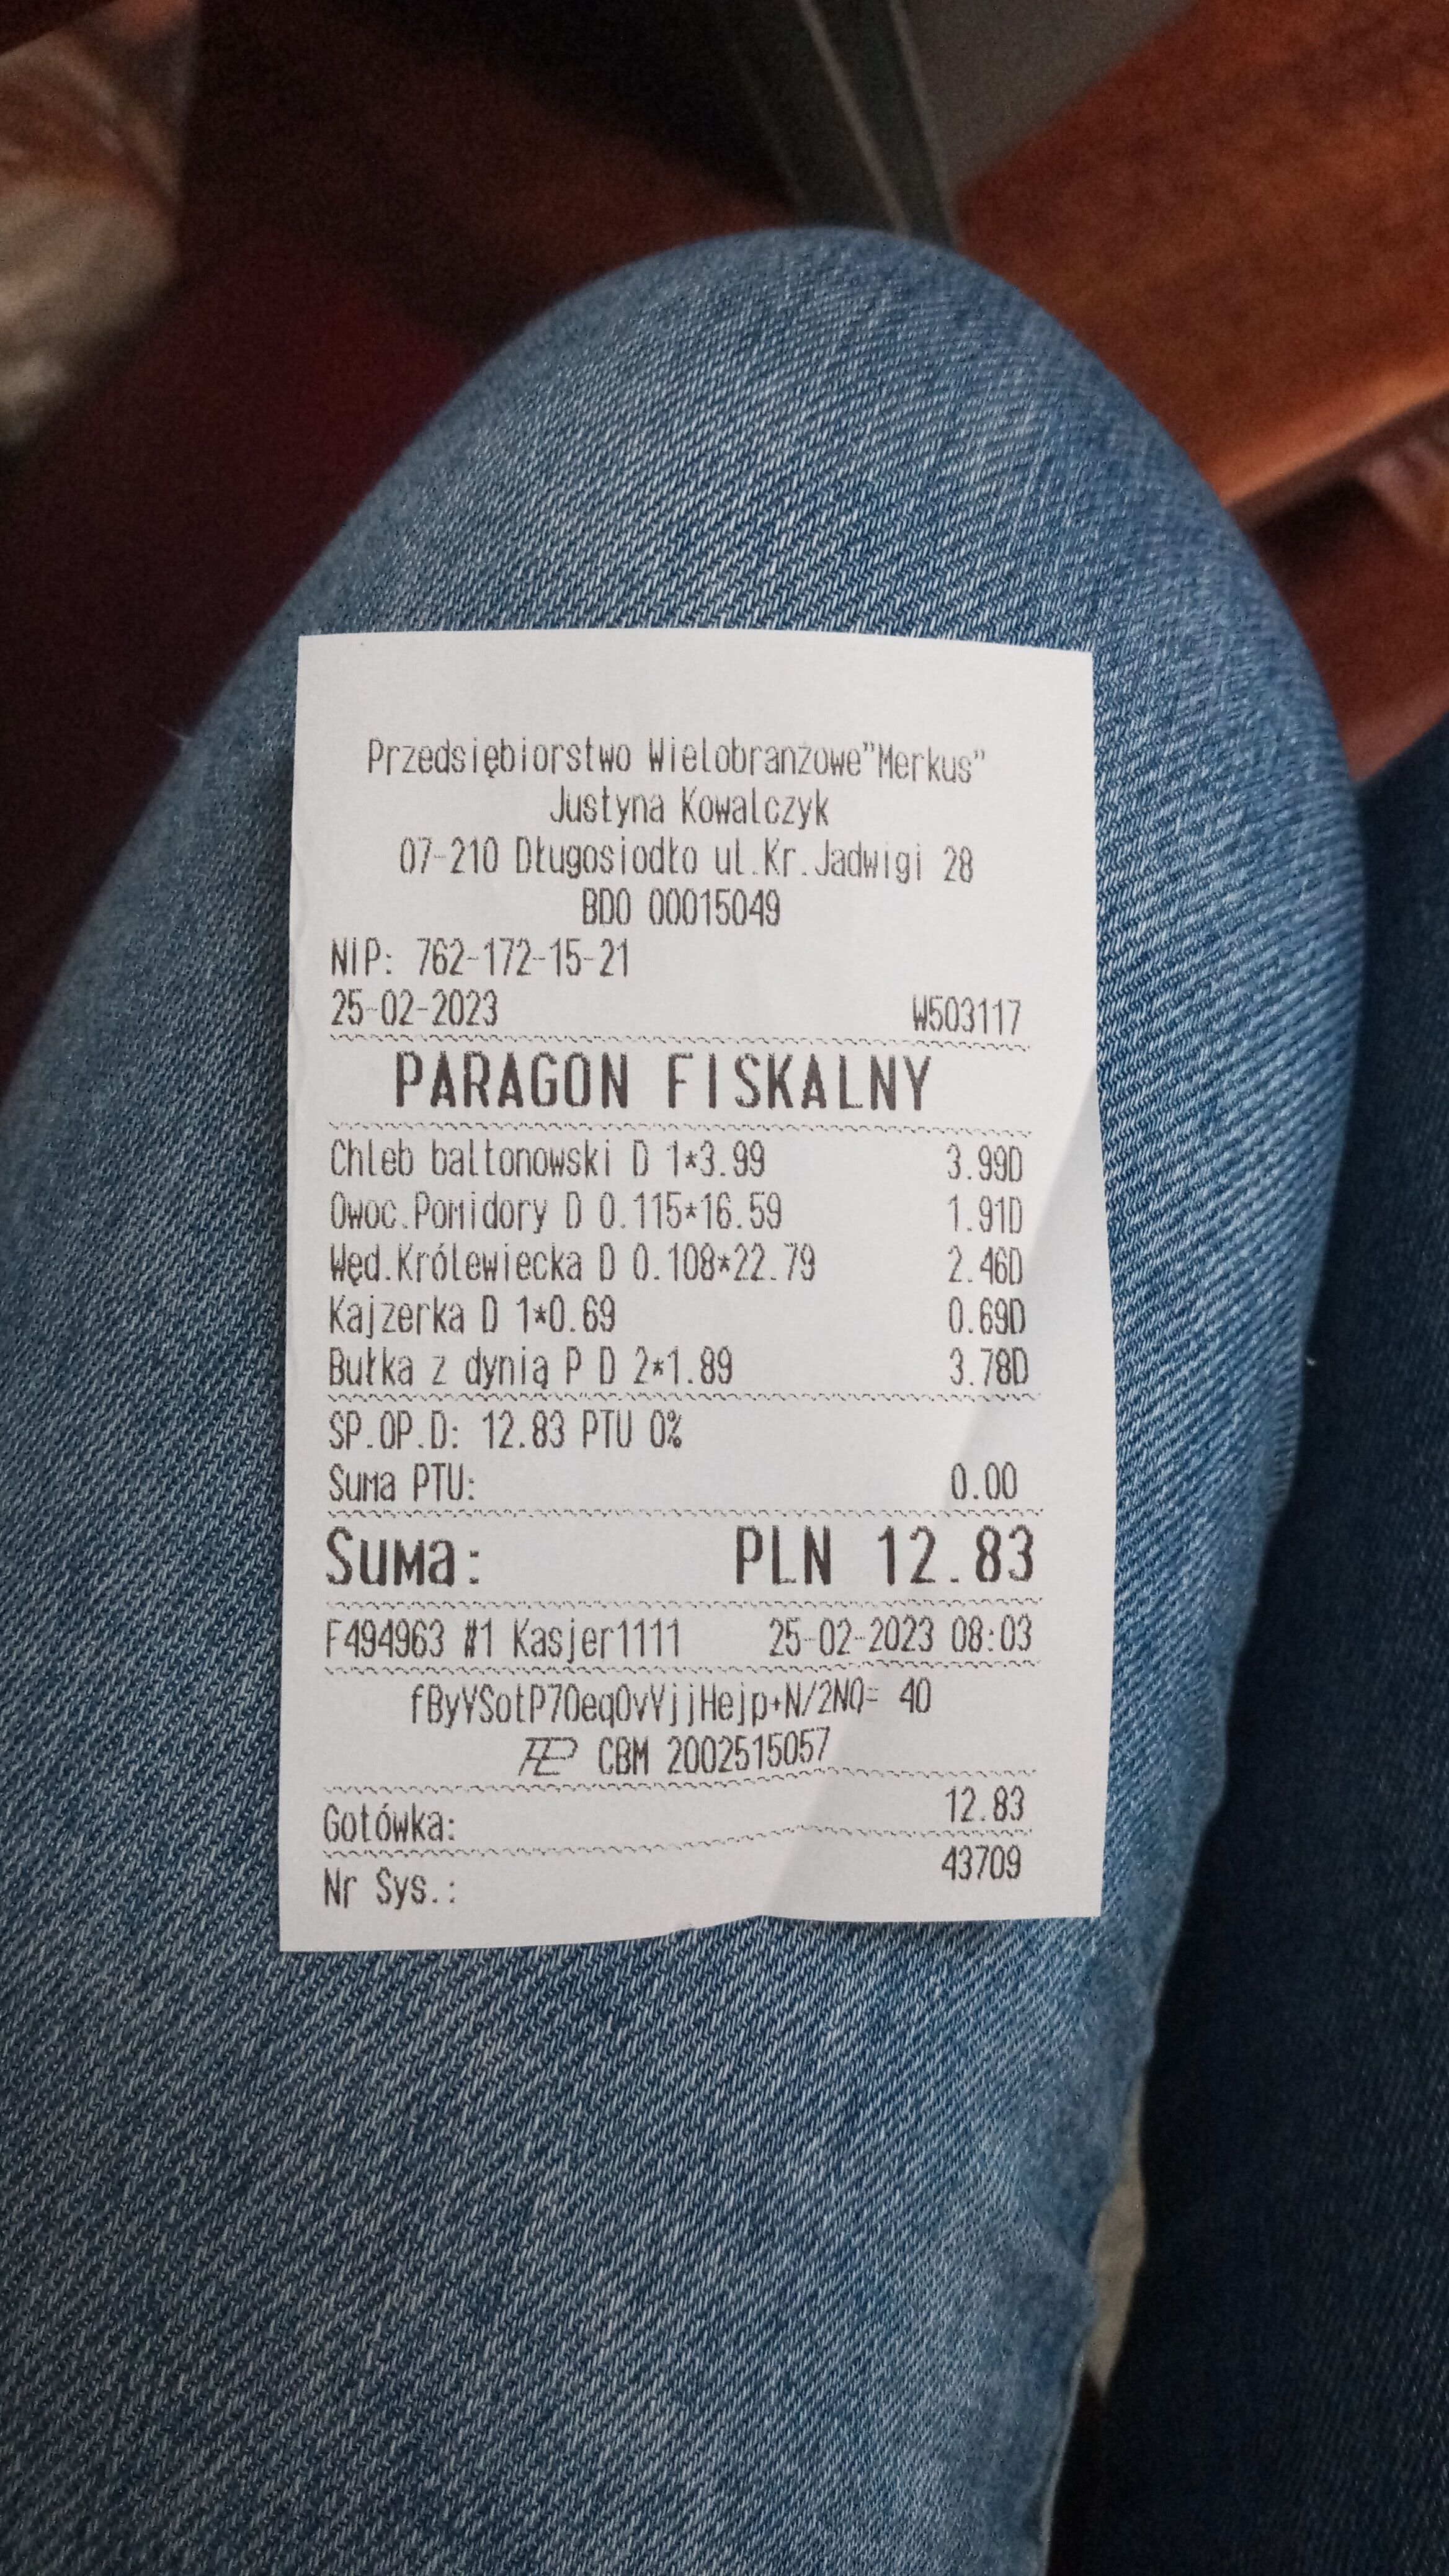 Przedsiębiorstwo Wielobranżowe"Merkus"
Justyna Kowalczyk
07-210 Długosiodło ul.Kr.Jadwigi 28
BDO 00015049
NIP: 762-172-15-21
25-02-2023 W503117
PARAGON FISKALNY
Chleb baltonowski D 1*3.99 3.99D
Owoc.Pomidory D 0.115*16.59 1.91D
Węd.Królewiecka D 0.108*22.79 2.46D
Kajzerka D 1*0.69 0.69D
Bułka z dynią P D 2*1.89 3.78D
SP.OP.D: 12.83 PTU 0%
Suma PTU: 0.00
Suma: PLN 12.83
F494963 #1 Kasjer1111 25-02-2023 08:03
40
CBM 2002515057
Gotówka: 12.83
Nr Sys.: 43709